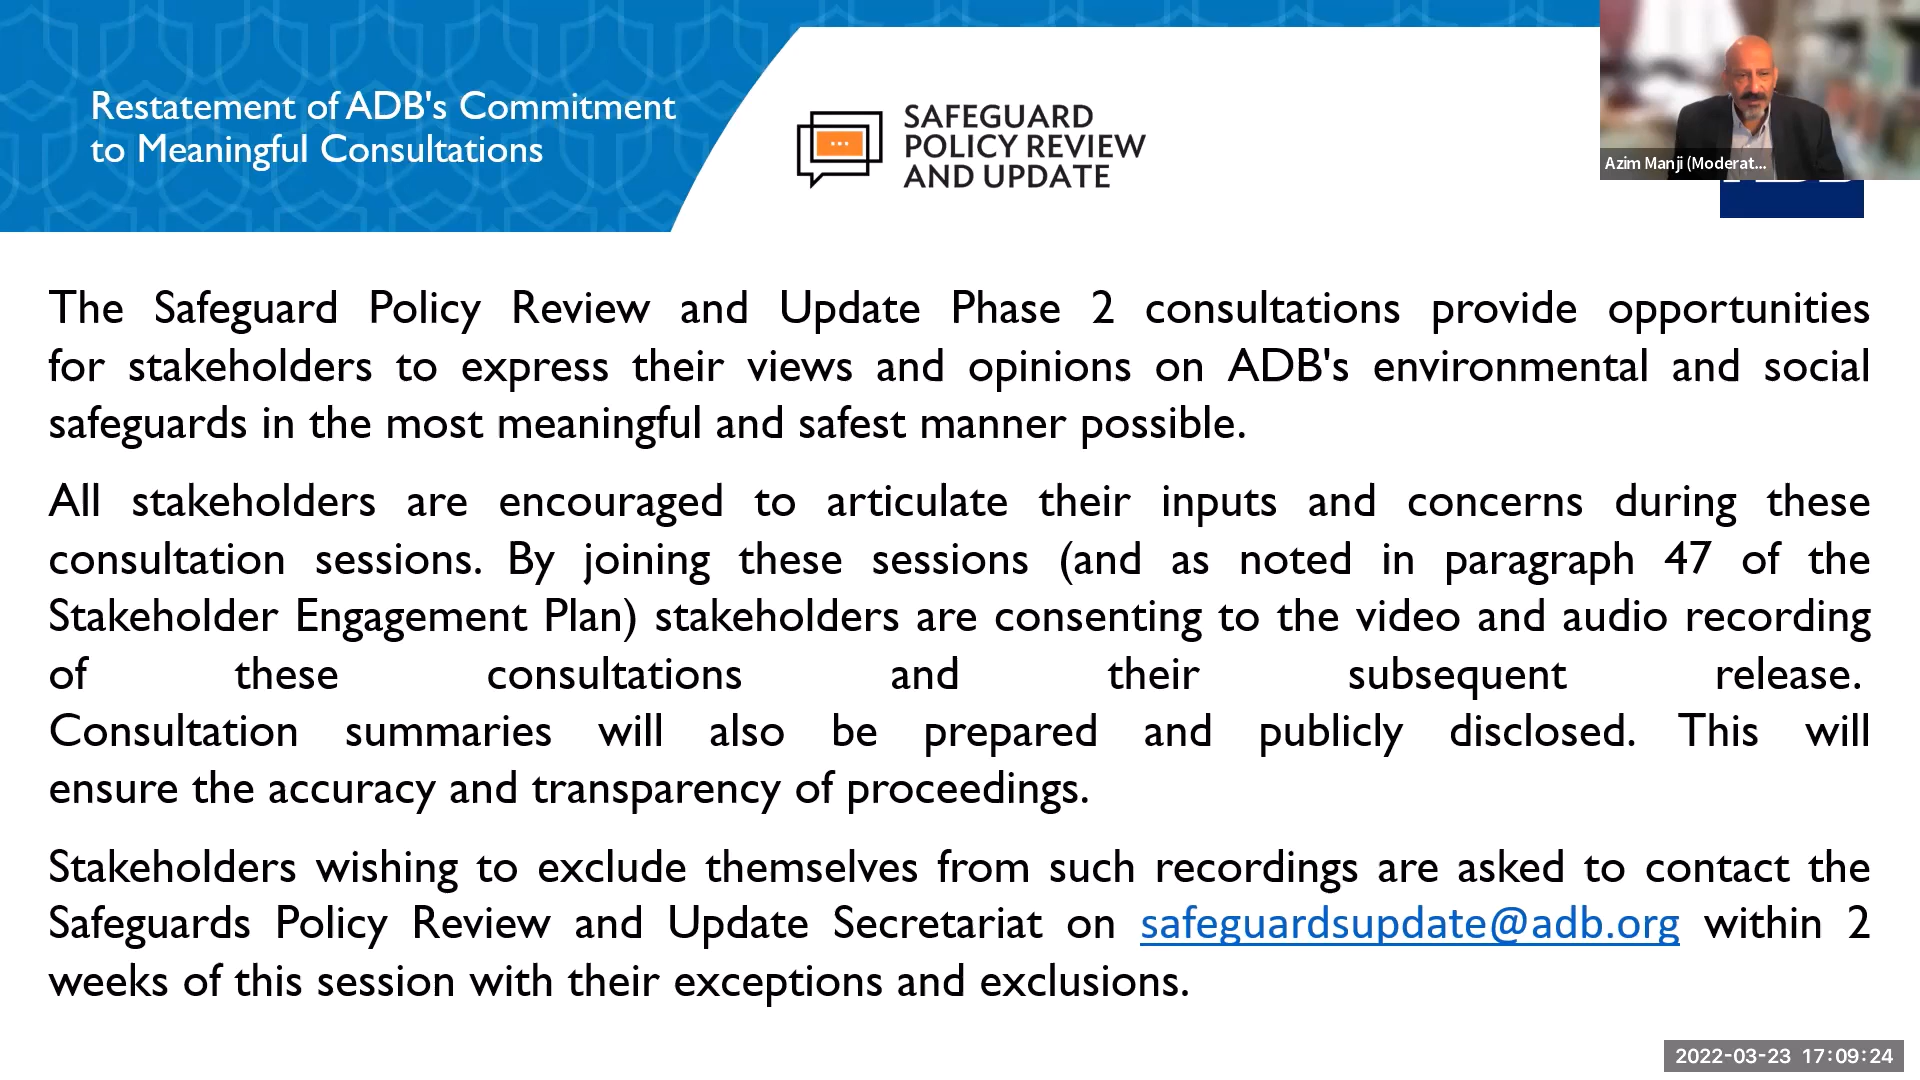 Restatement of ADB's Commitment
to Meaningful Consultations
SAFEGUARD
POLICY REVIEW
AND UPDATE
Azim Manji (Moderat...
The Safeguard Policy Review and Update Phase 2 consultations provide opportunities
for stakeholders to express their views and opinions on ADB's environmental and social
safeguards in the most meaningful and safest manner possible.
All stakeholders are encouraged to articulate their inputs and concerns during these
consultation sessions. By joining these sessions (and as noted in paragraph 47 of the
Stakeholder Engagement Plan) stakeholders are consenting to the video and audio recording
of these consultations and their subsequent release.
Consultation summaries will also be prepared and publicly disclosed. This will
ensure the accuracy and transparency of proceedings.
Stakeholders wishing to exclude themselves from such recordings are asked to contact the
Safeguards Policy Review and Update Secretariat on safeguardsupdate@adb.org within 2
weeks of this session with their exceptions and exclusions.
2022-03-23 17:09:24